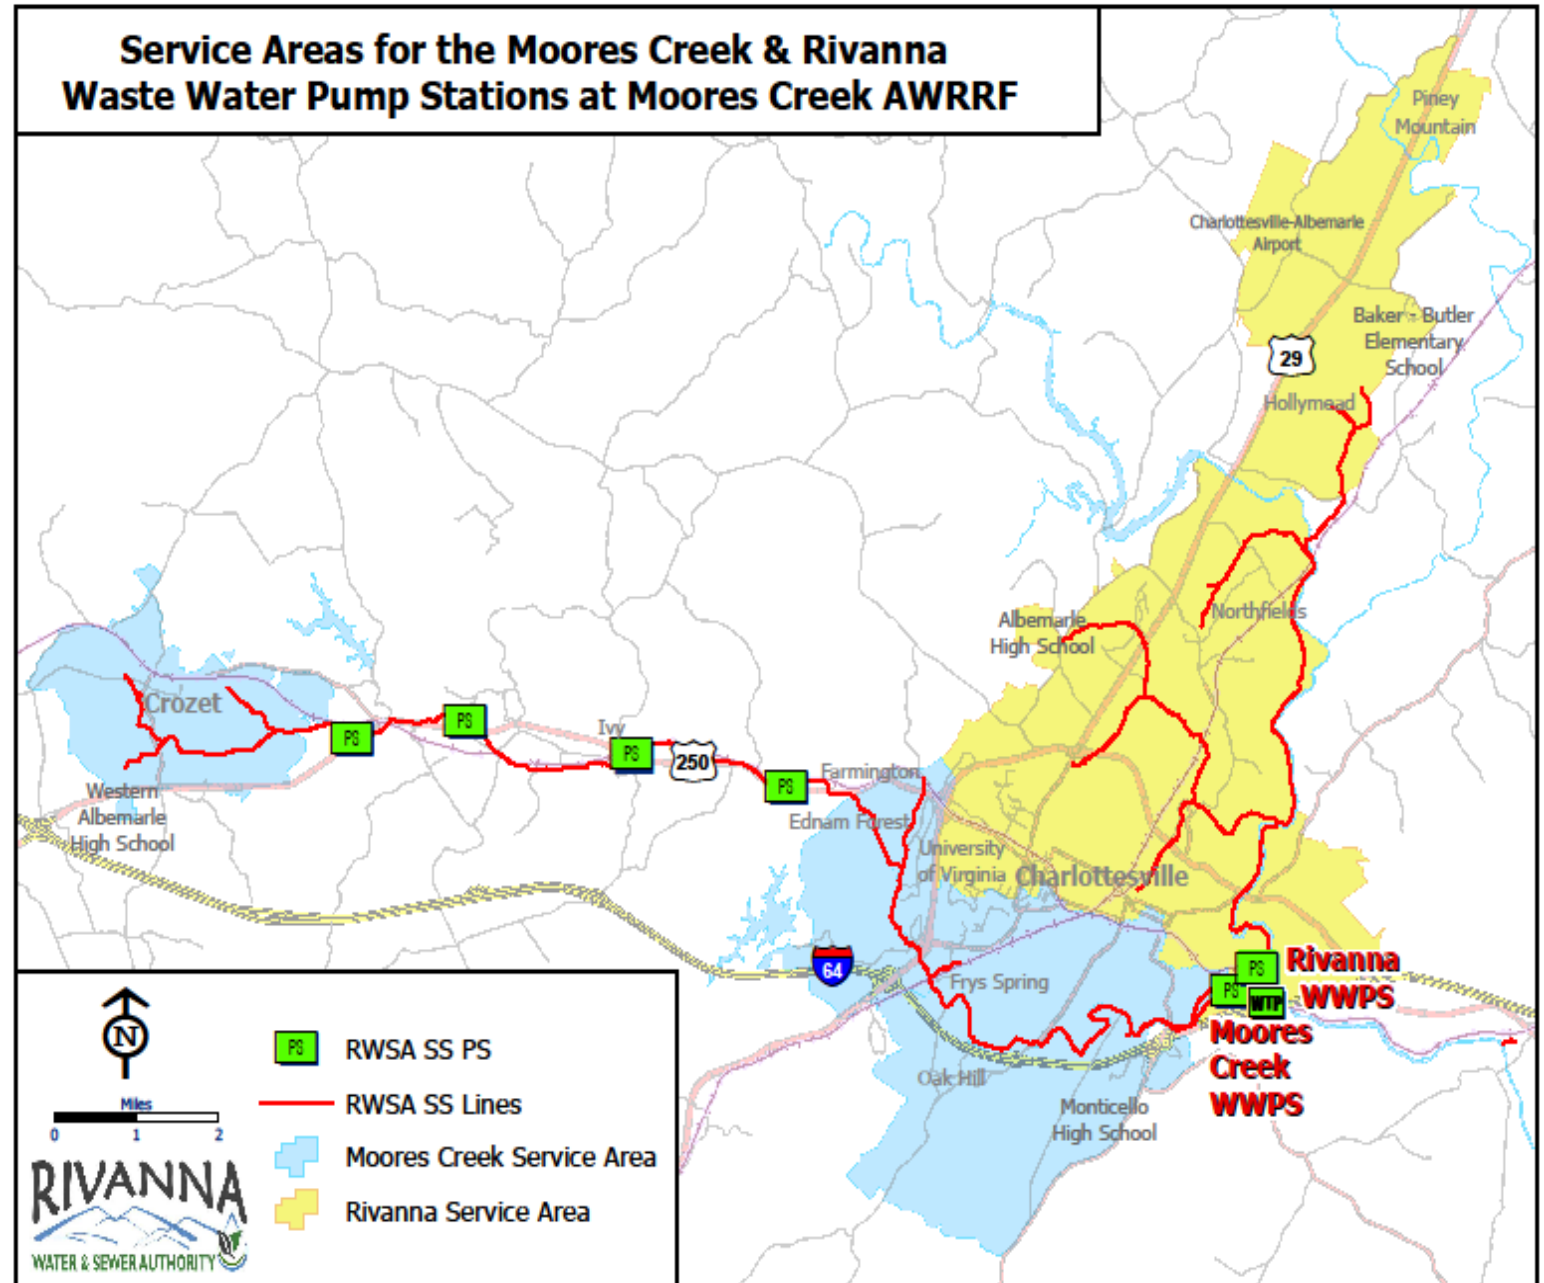 Service Areas for the Moores Creek & Rivanna
Waste Water Pump Stations at Moores Creek AWRRF
Piney
Mountain
Charlottesville-Albemarle
Airport
Baker - Butler
Elementary
School
29
Hollymead
Northfields
Albemarle
High School
Crozet
PS
PS
Ivy
PS
250
PS
Farmington
Ednam Forest
Western
Albemarle
High School
University
of Virginia
Charlottesville
64
Frys Spring
PS
Rivanna
WWPS
PS
WTP
Moores
Creek
WWPS
Oak Hill
Monticello
High School
N
Miles
0 1 2
PS RWSA SS PS
RWSA SS Lines
Moores Creek Service Area
Rivanna Service Area
RIVANNA
WATER & SEWER AUTHORITY